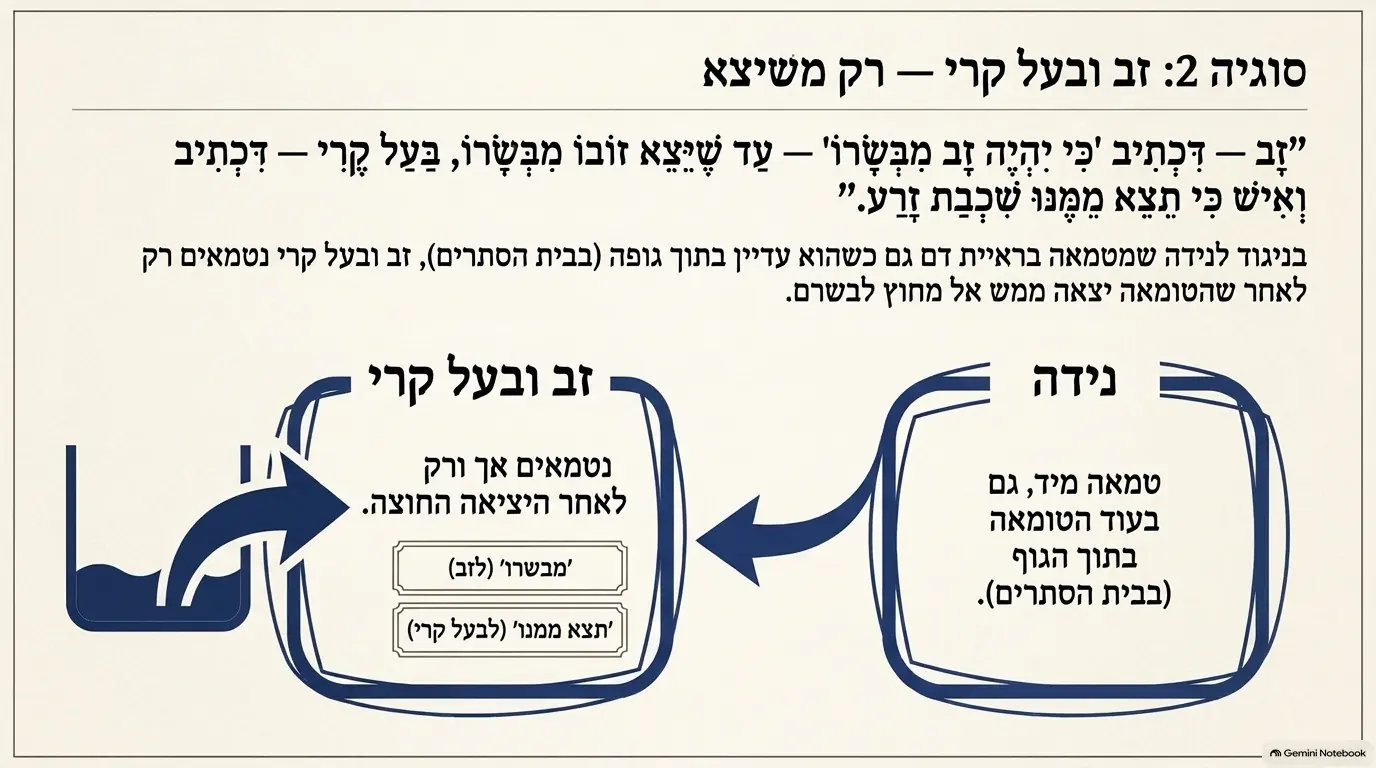 סוגיה 2: זב ובעל קרי — רק משיצא
”זָב — דִּכְתִיב 'כִּי יִהְיֶה זָב מִבְּשָׂרוֹ' — עַד שֶׁיֵּצֵא זוֹבוֹ מִבְּשָׂרוֹ, בַּעַל קֶרִי — דִּכְתִיב
וְאִישׁ כִּי תֵצֵא מִמֶּנּוּ שִׁכְבַת זָרַע.”
בניגוד לנידה שמטמאה בראיית דם גם כשהוא עדיין בתוך גופה (בבית הסתרים), זב ובעל קרי נטמאים רק
לאחר שהטומאה יצאה ממש אל מחוץ לבשרם.
נידה
טמאה מיד, גם
בעוד הטומאה
בתוך הגוף
(בבית הסתרים).
זב ובעל קרי
נטמאים אך ורק
לאחר היציאה החוצה.
'מבשרו' (לזב)
'תצא ממנו' (לבעל קרי)
Gemini Notebook